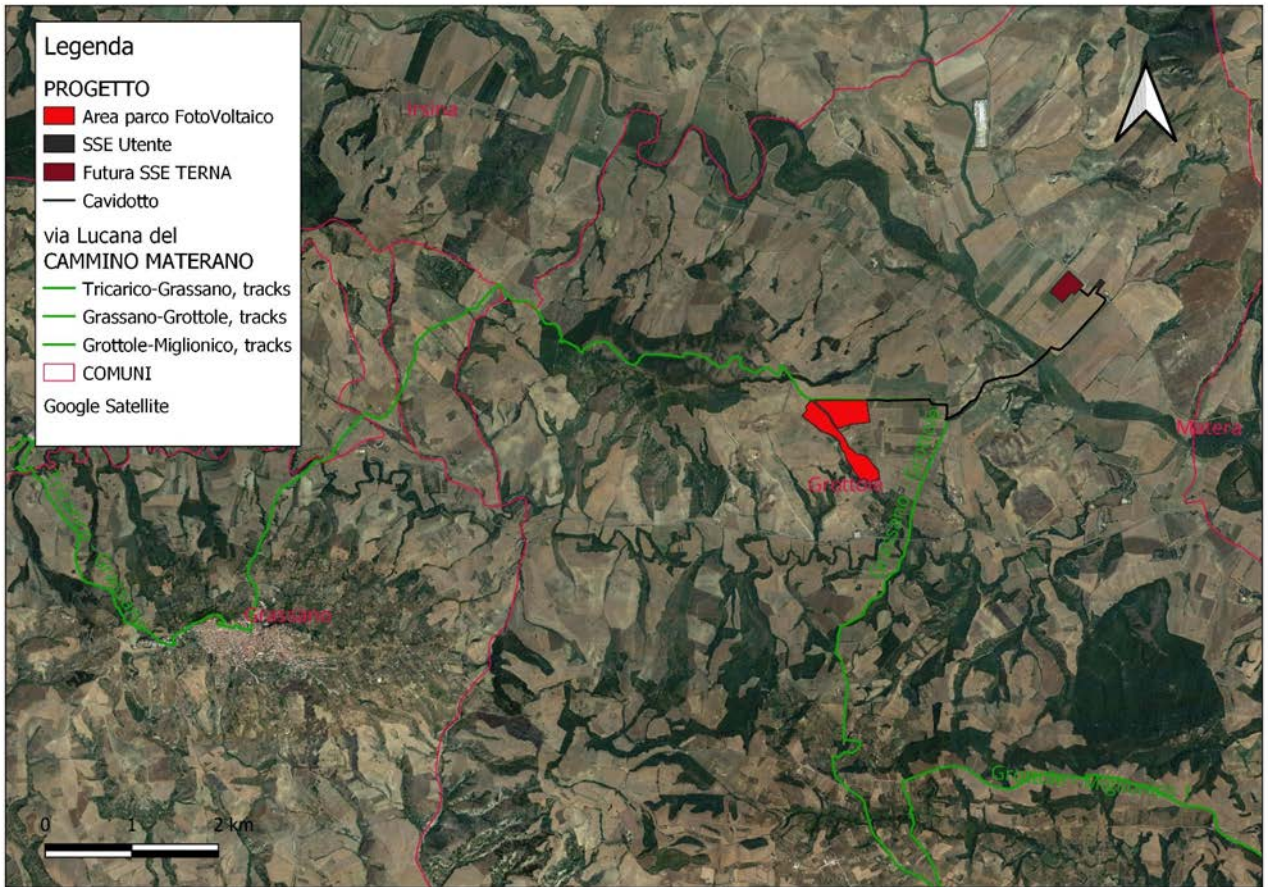 Legenda
PROGETTO
Area parco FotoVoltaico
SSE Utente
Futura SSE TERNA
Cavidotto
via Lucana del
CAMMINO MATERANO
Tricarico-Grassano, tracks
Grassano-Grottole, tracks
Grottole-Miglionico, tracks
COMUNI
Google Satellite
Irsina
Matera
Grottole
Grassano
0 1 2 km